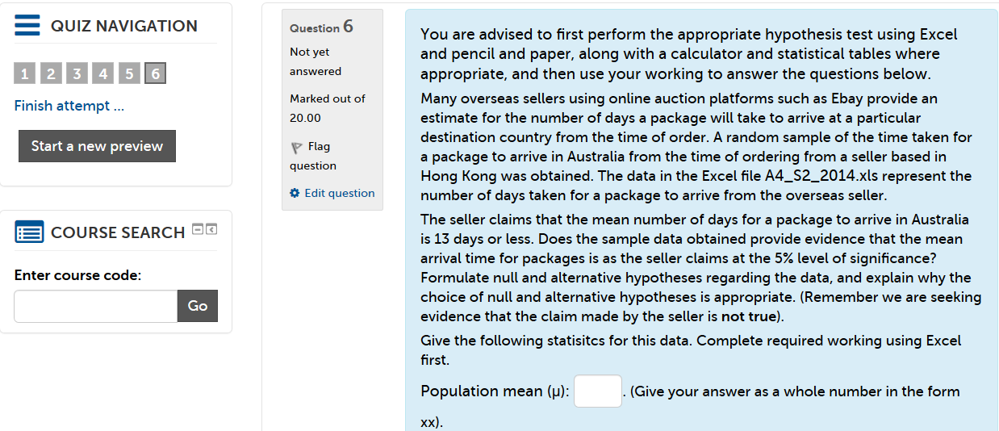 QUIZ NAVIGATION
1 2 3 4 5 6
Finish attempt ...
Start a new preview
COURSE SEARCH
Enter course code:
Go
Question 6
Not yet
answered
Marked out of
20.00
Flag
question
Edit question
You are advised to first perform the appropriate hypothesis test using Excel
and pencil and paper, along with a calculator and statistical tables where
appropriate, and then use your working to answer the questions below.
Many overseas sellers using online auction platforms such as Ebay provide an
estimate for the number of days a package will take to arrive at a particular
destination country from the time of order. A random sample of the time taken for
a package to arrive in Australia from the time of ordering from a seller based in
Hong Kong was obtained. The data in the Excel file A4_S2_2014.xls represent the
number of days taken for a package to arrive from the overseas seller.
The seller claims that the mean number of days for a package to arrive in Australia
is 13 days or less. Does the sample data obtained provide evidence that the mean
arrival time for packages is as the seller claims at the 5% level of significance?
Formulate null and alternative hypotheses regarding the data, and explain why the
choice of null and alternative hypotheses is appropriate. (Remember we are seeking
evidence that the claim made by the seller is not true).
Give the following statisitcs for this data. Complete required working using Excel
first.
Population mean (μ): . (Give your answer as a whole number in the form
xx).